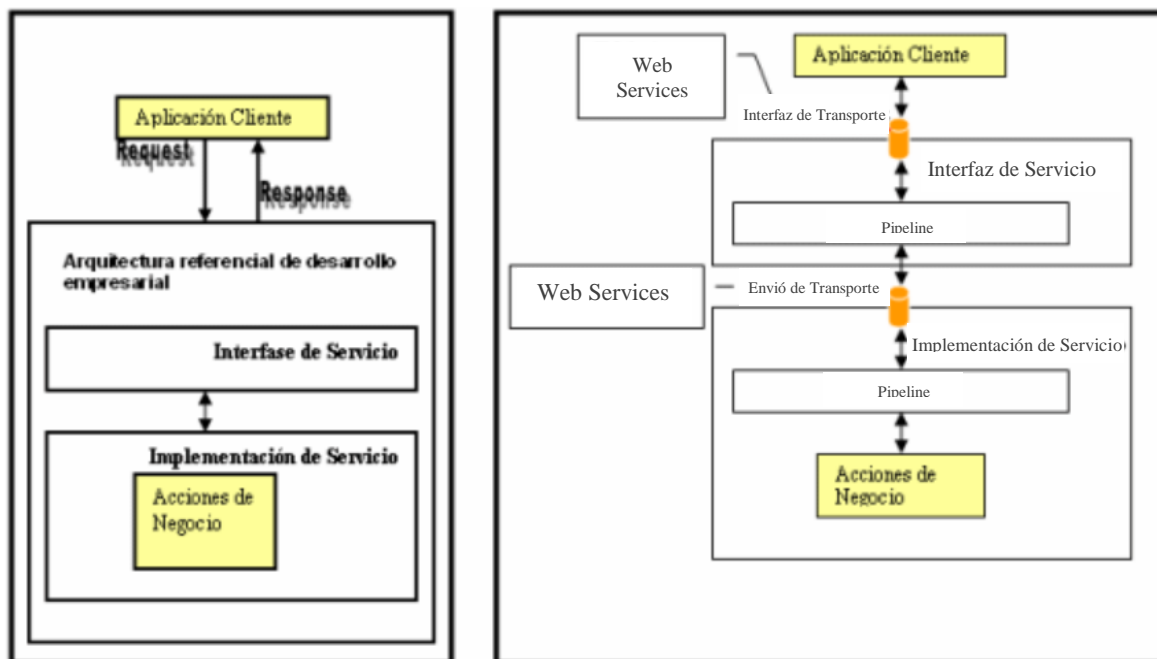 Aplicación Cliente
Request
Response
Arquitectura referencial de desarrollo
empresarial
Interfase de Servicio
Implementación de Servicio
Acciones de
Negocio
Web
Services
Aplicación Cliente
Interfaz de Transporte
Interfaz de Servicio
Pipeline
Web Services
Envió de Transporte
Implementación de Servicio
Pipeline
Acciones de
Negocio